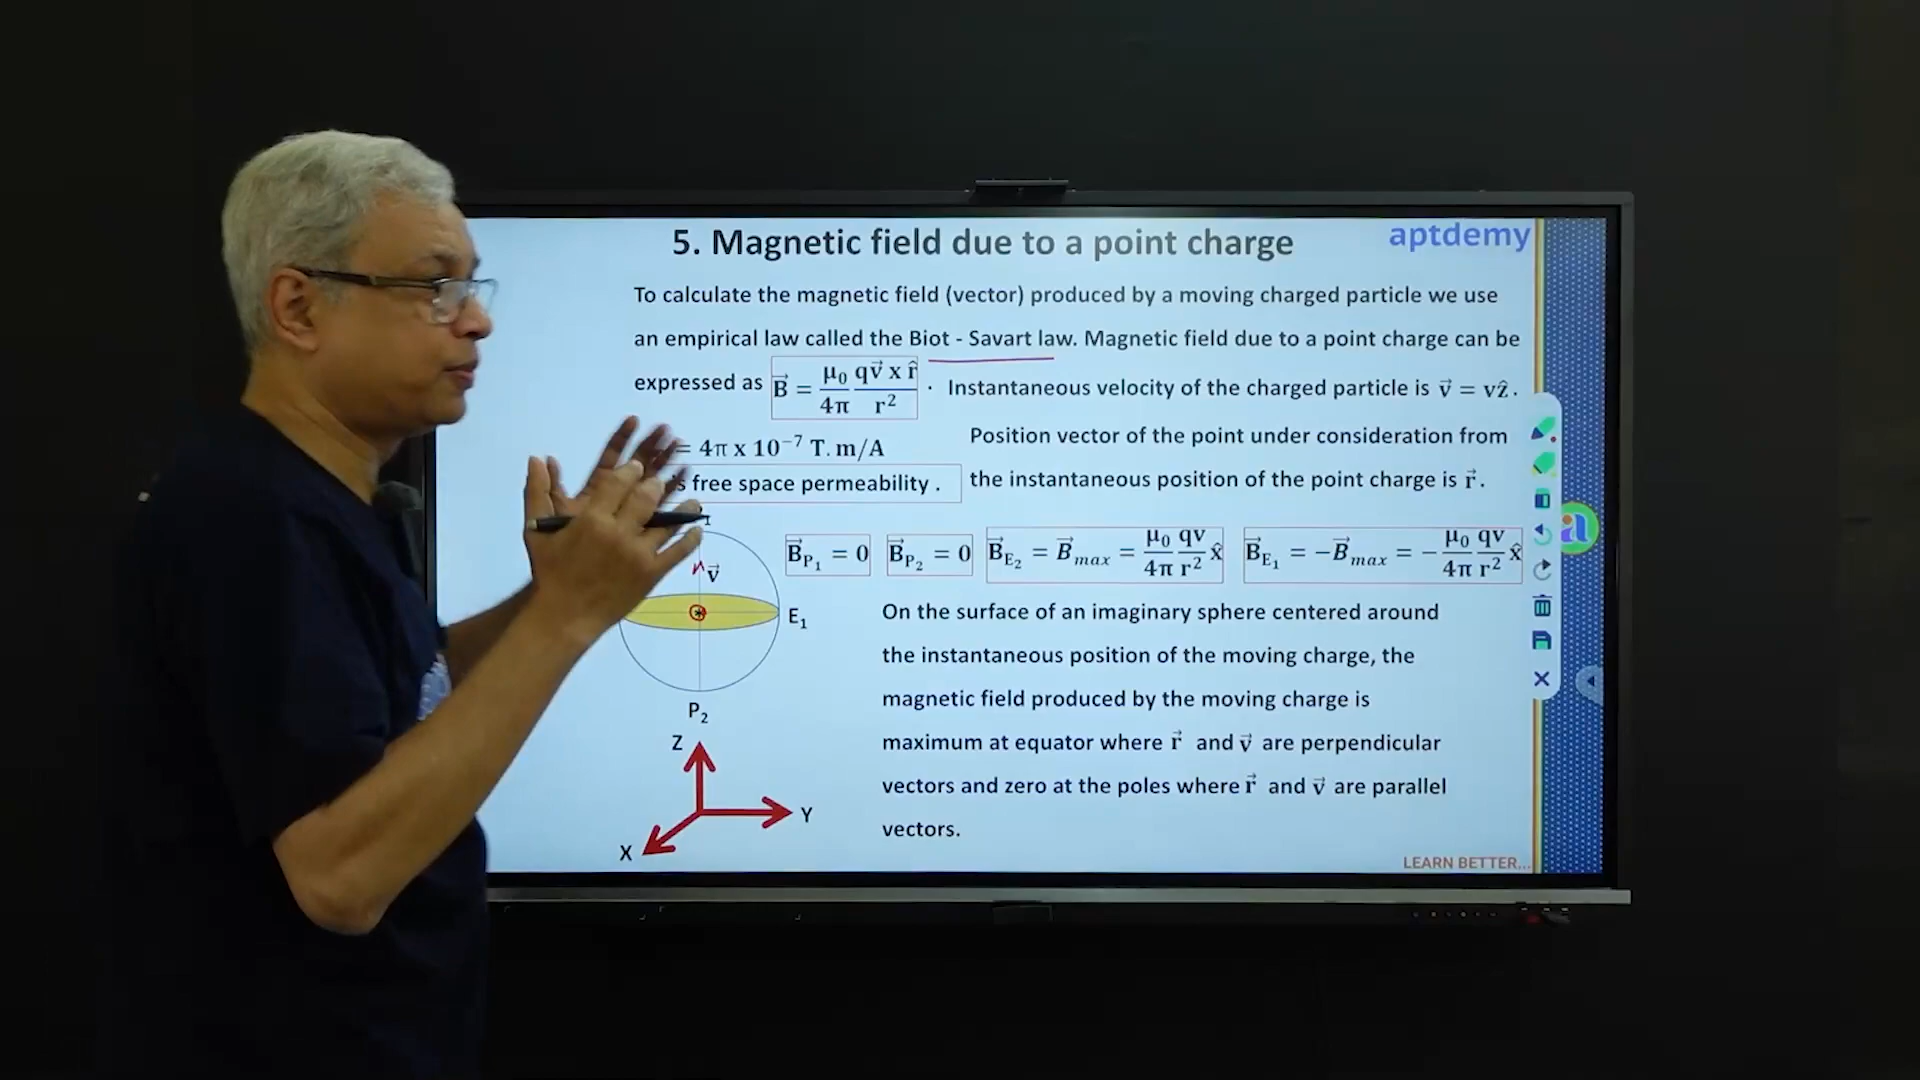 5. Magnetic field due to a point charge
aptdemy
To calculate the magnetic field (vector) produced by a moving charged particle we use
an empirical law called the Biot - Savart law. Magnetic field due to a point charge can be
expressed as B⃗ = μ₀/4π qv⃗ x r̂/r² . Instantaneous velocity of the charged particle is v⃗ = vẑ.
= 4π x 10⁻⁷ T. m/A
free space permeability .
Position vector of the point under consideration from
the instantaneous position of the point charge is r⃗.
B⃗P₁ = 0 B⃗P₂ = 0 B⃗E₂ = B⃗max = μ₀/4π qv/r² x̂ B⃗E₁ = −B⃗max = − μ₀/4π qv/r² x̂
v⃗
E₁
P₂
Z
Y
X
On the surface of an imaginary sphere centered around
the instantaneous position of the moving charge, the
magnetic field produced by the moving charge is
maximum at equator where r⃗ and v⃗ are perpendicular
vectors and zero at the poles where r⃗ and v⃗ are parallel
vectors.
LEARN BETTER...